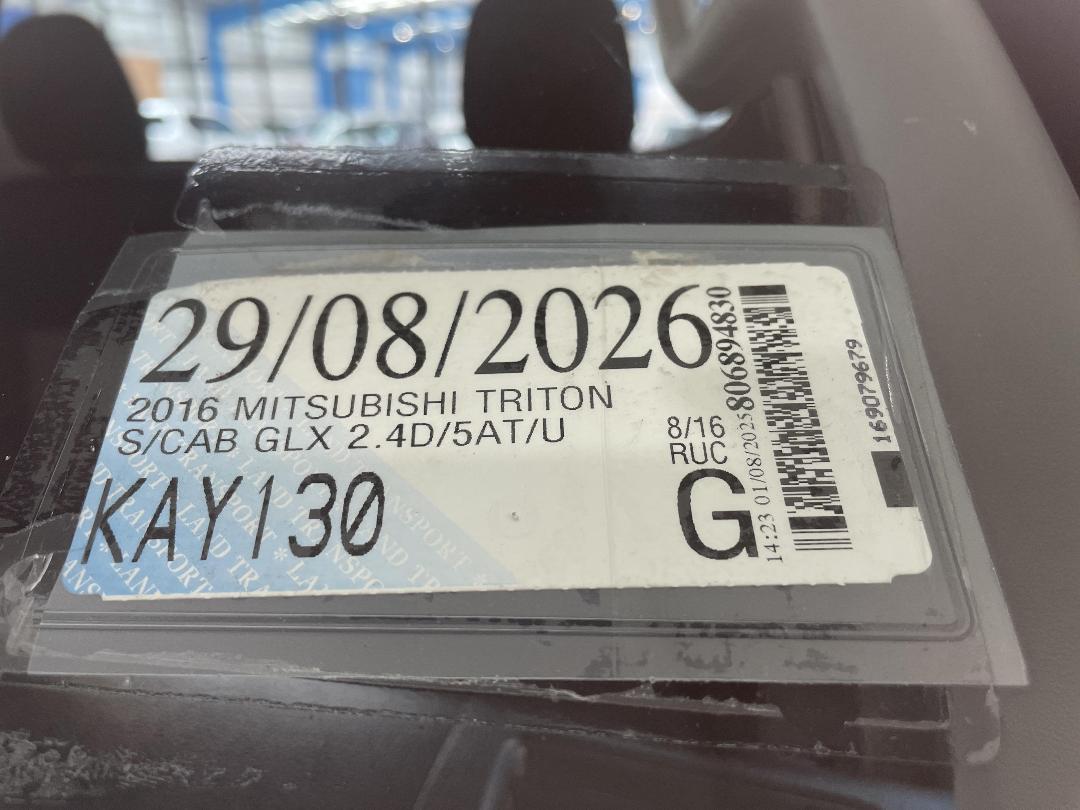 29/08/2026
2016 MITSUBISHI TRITON
S/CAB GLX 2.4D/5AT/U
8/16
RUC
KAY130
G
14:23 01/08/2025 806894830
169079679